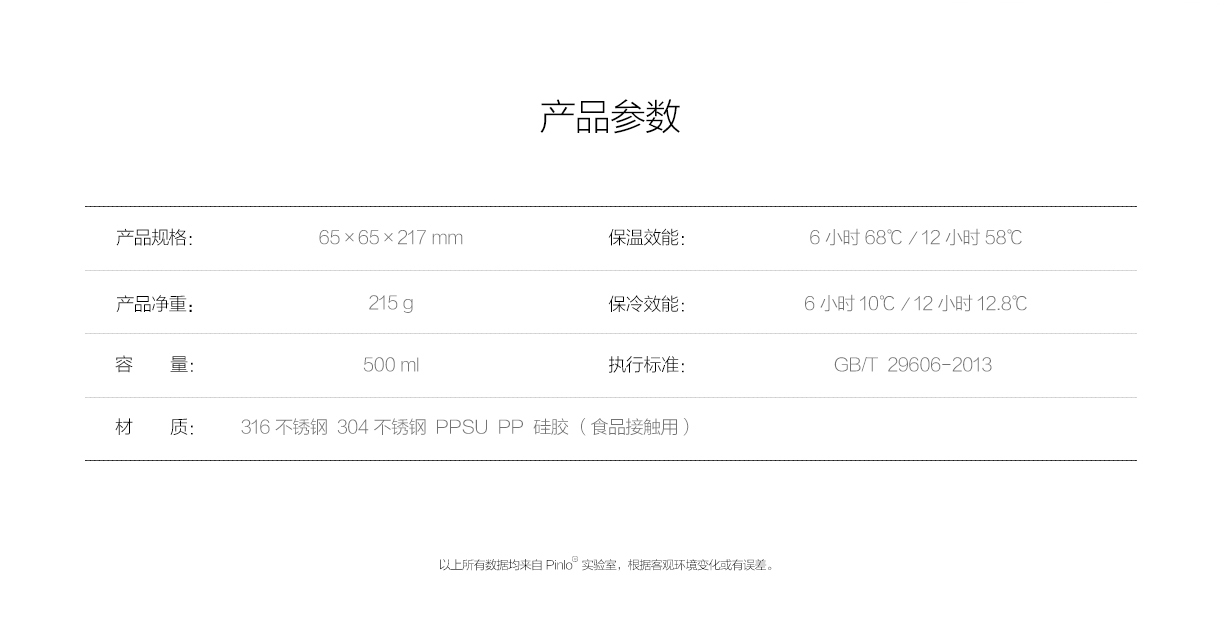 产品参数
产品规格: 65×65×217 mm 保温效能: 6 小时 68℃ / 12 小时 58℃
产品净重: 215 g 保冷效能: 6 小时 10℃ / 12 小时 12.8℃
容 量: 500 ml 执行标准: GB/T 29606-2013
材 质: 316 不锈钢 304 不锈钢 PPSU PP 硅胶（食品接触用）
以上所有数据均来自 Pinlo® 实验室，根据客观环境变化或有误差。